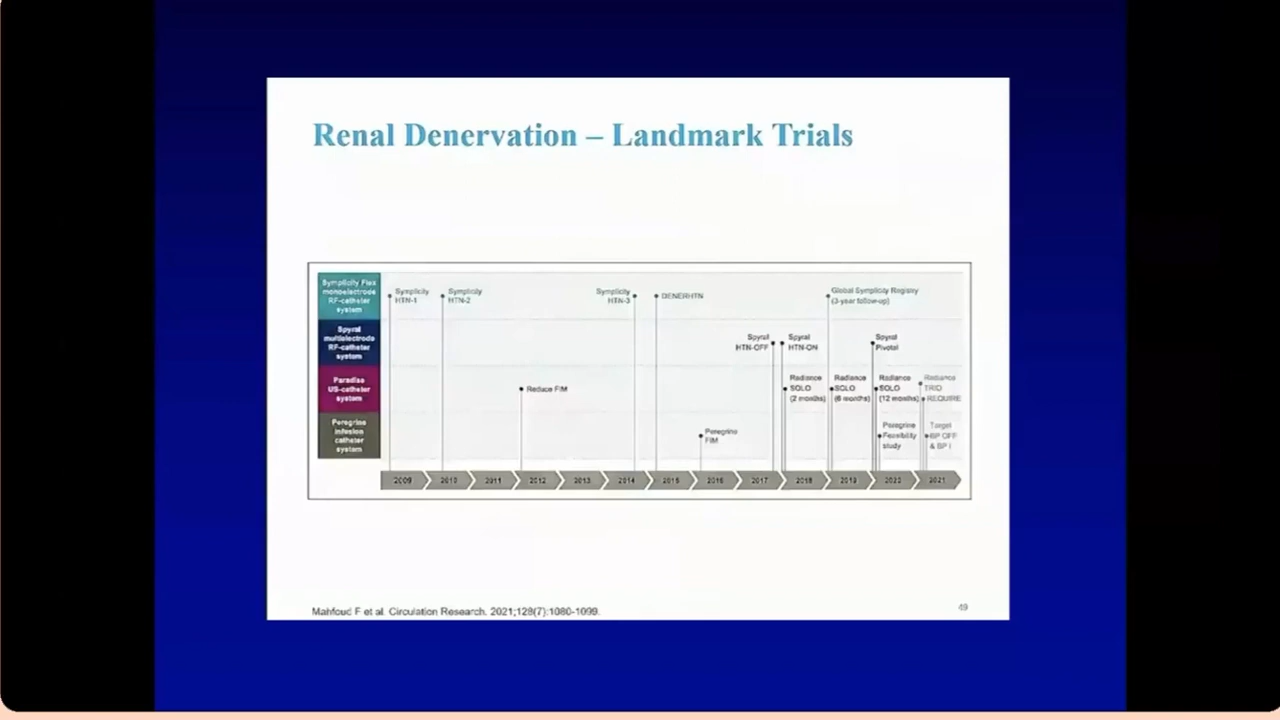 Renal Denervation – Landmark Trials
Symplicity Flex
monoelectrode
RF-catheter
system
Symplicity
HTN-1
Symplicity
HTN-2
Symplicity
HTN-3
DENERHTN
Global Symplicity Registry
(3-year follow-up)
Spyral
multielectrode
RF-catheter
system
Spyral
HTN-OFF
Spyral
HTN-ON
Spyral
Pivotal
Paradise
US-catheter
system
Reduce FIM
Radiance
SOLO
(2 months)
Radiance
SOLO
(6 months)
Radiance
SOLO
(12 months)
Radiance
TRIO
REQUIRE
Peregrine
infusion
catheter
system
Peregrine
FIM
Peregrine
Feasibility
study
Target
BP OFF
& BP I
2009 2010 2011 2012 2013 2014 2015 2016 2017 2018 2019 2020 2021
Mahfoud F et al. Circulation Research. 2021;128(7):1080-1099.
49